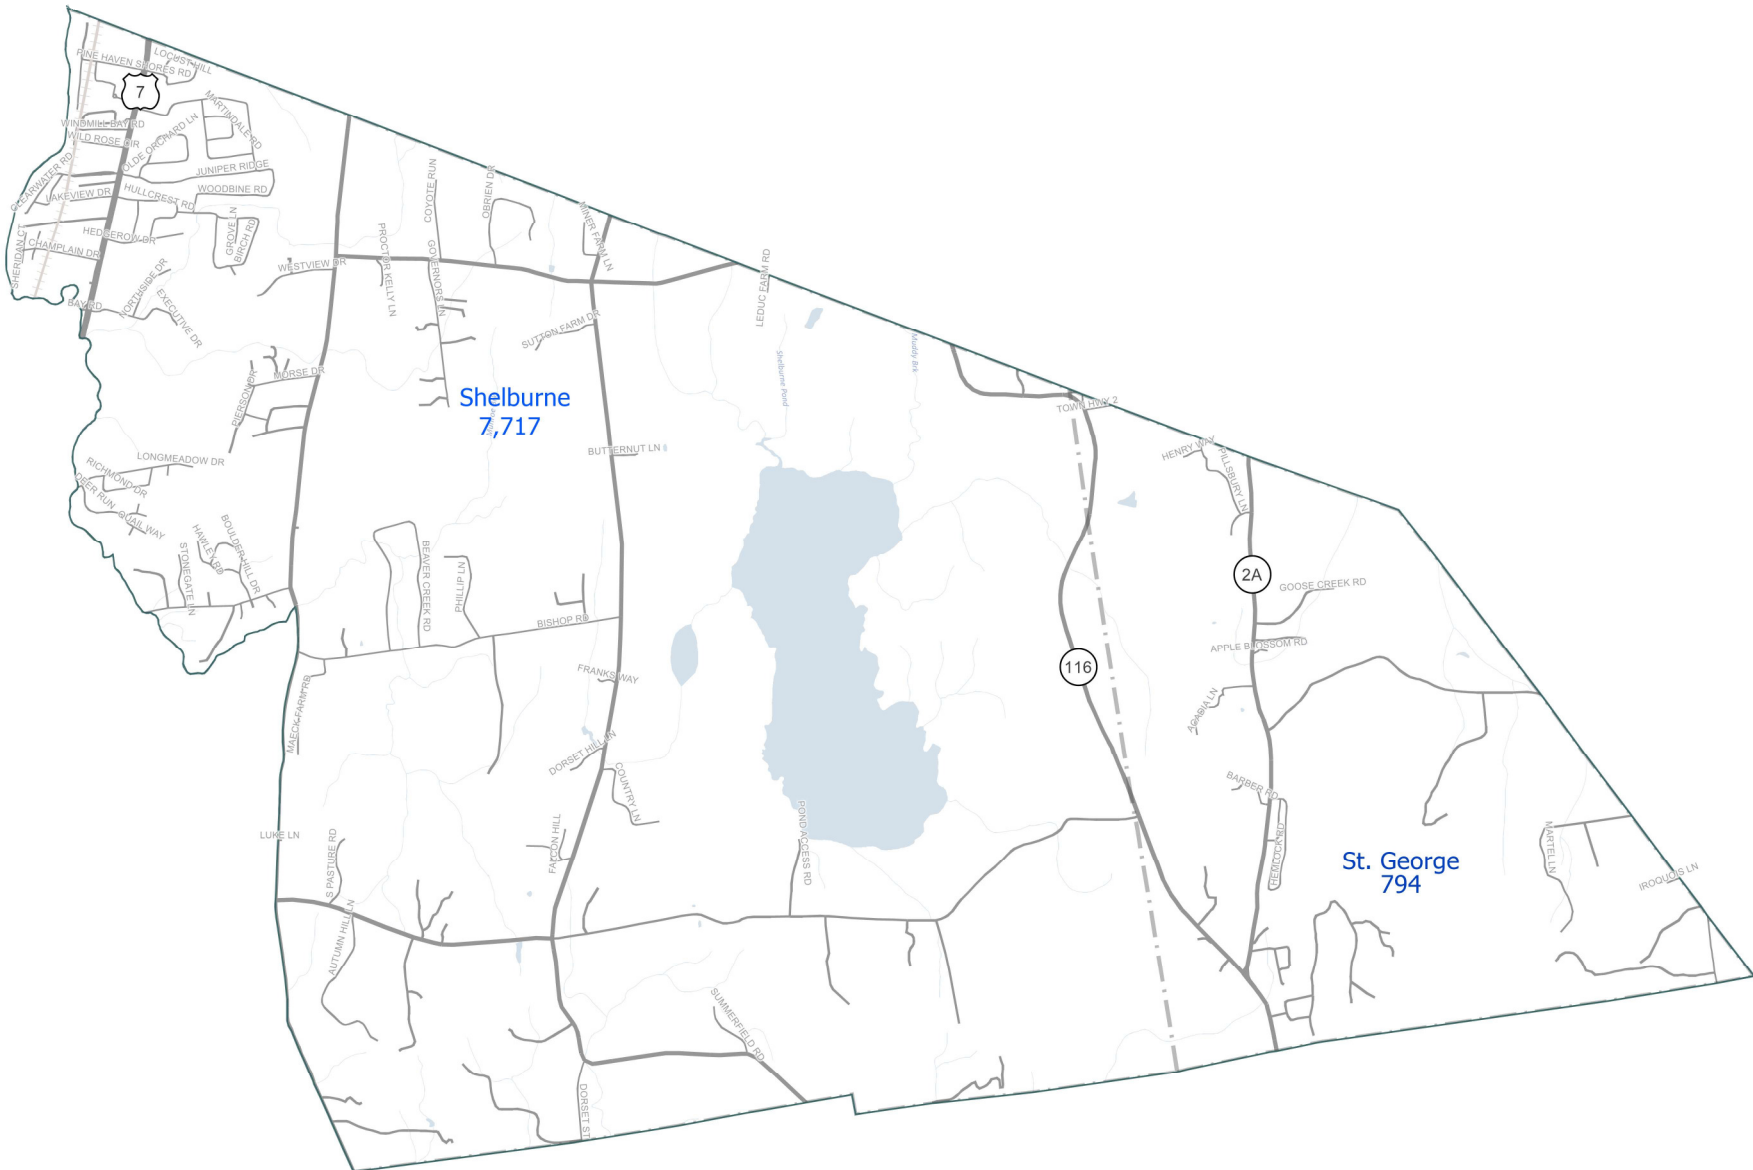 LOCUST HILL
PINE HAVEN SHORES RD
7
MARTINDALE RD
WINDMILL BAY RD
WILD ROSE CIR
OLDE ORCHARD LN
CLEARWATER RD
JUNIPER RIDGE
LAKEVIEW DR
HULLCREST RD
WOODBINE RD
SHERIDAN CT
CHAMPLAIN DR
HEDGEROW DR
GROVE LN
BIRCH RD
WESTVIEW DR
BAY RD
NORTHSIDE DR
EXECUTIVE DR
PROCTOR KELLY LN
COYOTE RUN
GOVERNORS LN
OBRIEN DR
MINER FARM LN
SUTTON FARM DR
LEDUC FARM RD
Shelburne Pond
Muddy Brk
MORSE DR
PIERSON DR
Shelburne
7,717
BUTTERNUT LN
TOWN HWY 2
HENRY WAY
PILLSBURY LN
LONGMEADOW DR
RICHMOND DR
DEER RUN
QUAIL WAY
STONEGATE LN
HAWLEY RD
BOULDER HILL DR
BEAVER CREEK RD
PHILLIP LN
BISHOP RD
2A
GOOSE CREEK RD
APPLE BLOSSOM RD
116
FRANKS WAY
MAECK FARM RD
DORSET HILL LN
COUNTRY LN
ACACIA LN
BARBER RD
HEMLOCK RD
LUKE LN
S PASTURE RD
FALCON HILL
POND ACCESS RD
St. George
794
MARTEL LN
IROQUOIS LN
AUTUMN HILL LN
SUMMERFIELD RD
DORSET ST